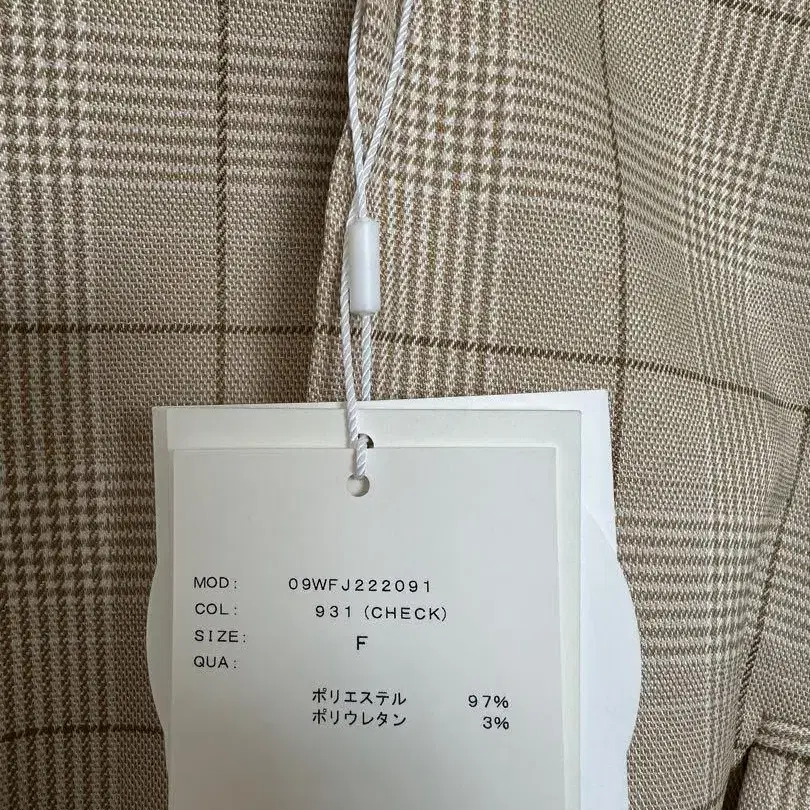 MOD: 09WFJ222091
COL: 931 (CHECK)
SIZE: F
QUA:
ポリエステル 97%
ポリウレタン 3%